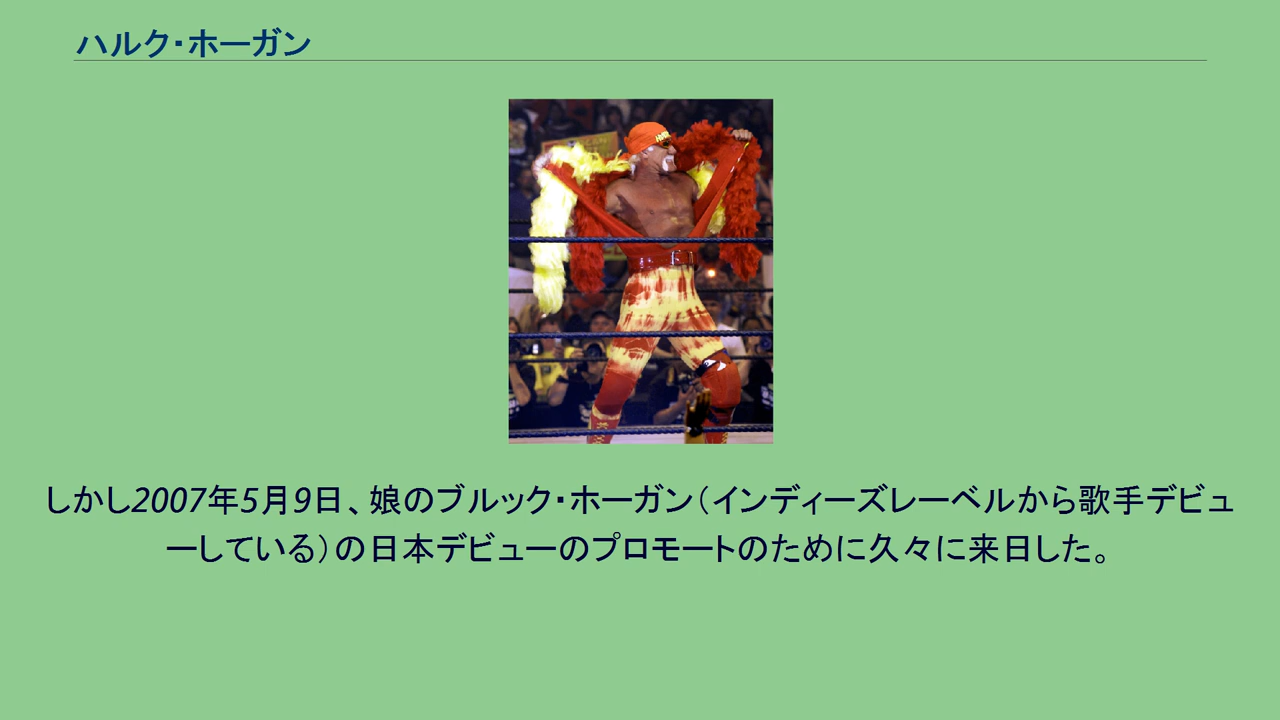 ハルク・ホーガン
しかし2007年5月9日、娘のブルック・ホーガン（インディーズレーベルから歌手デビュ
ーしている）の日本デビューのプロモートのために久々に来日した。